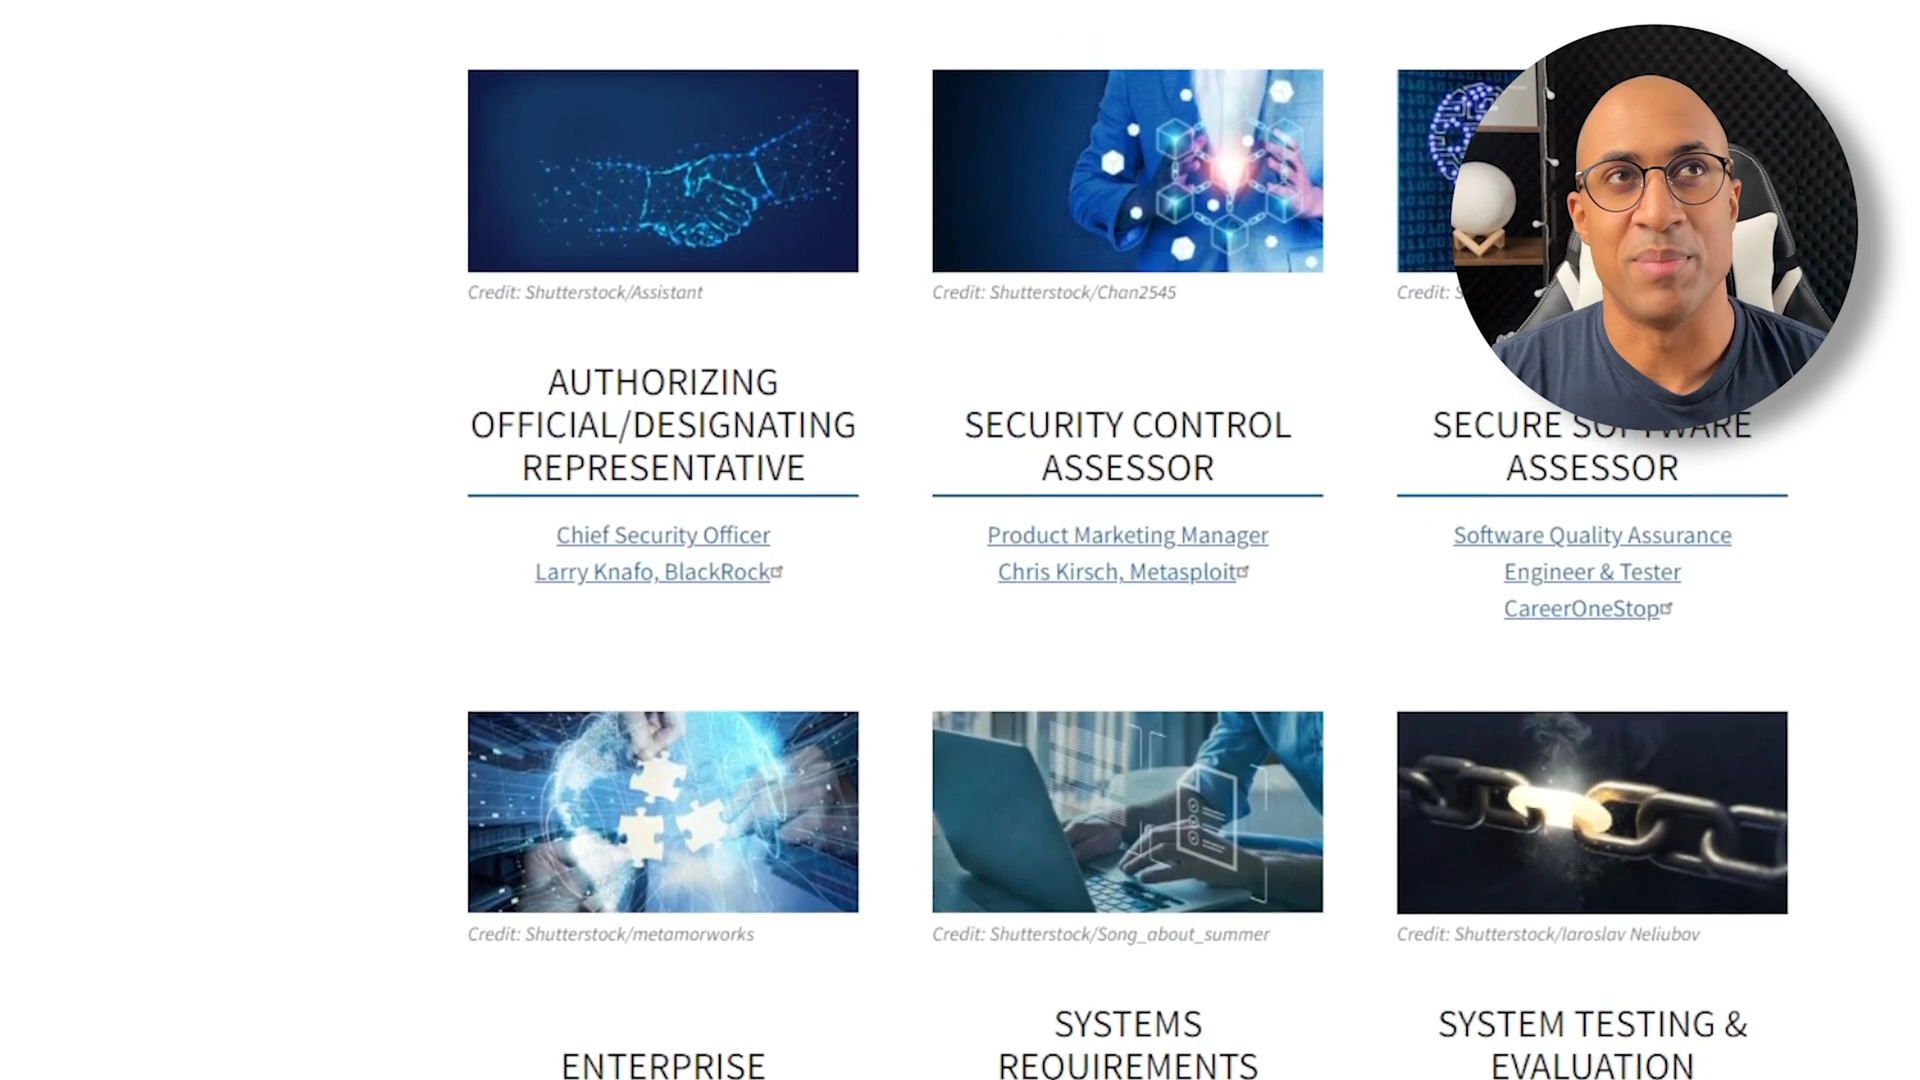 Credit: Shutterstock/Assistant
Credit: Shutterstock/Chan2545
Credit: S
AUTHORIZING
OFFICIAL/DESIGNATING
REPRESENTATIVE
Chief Security Officer
Larry Knafo, BlackRock
SECURITY CONTROL
ASSESSOR
Product Marketing Manager
Chris Kirsch, Metasploit
SECURE SOFTWARE
ASSESSOR
Software Quality Assurance
Engineer & Tester
CareerOneStop
Credit: Shutterstock/metamorworks
Credit: Shutterstock/Song_about_summer
Credit: Shutterstock/Iaroslav Neliubov
ENTERPRISE
SYSTEMS
REQUIREMENTS
SYSTEM TESTING &
EVALUATION